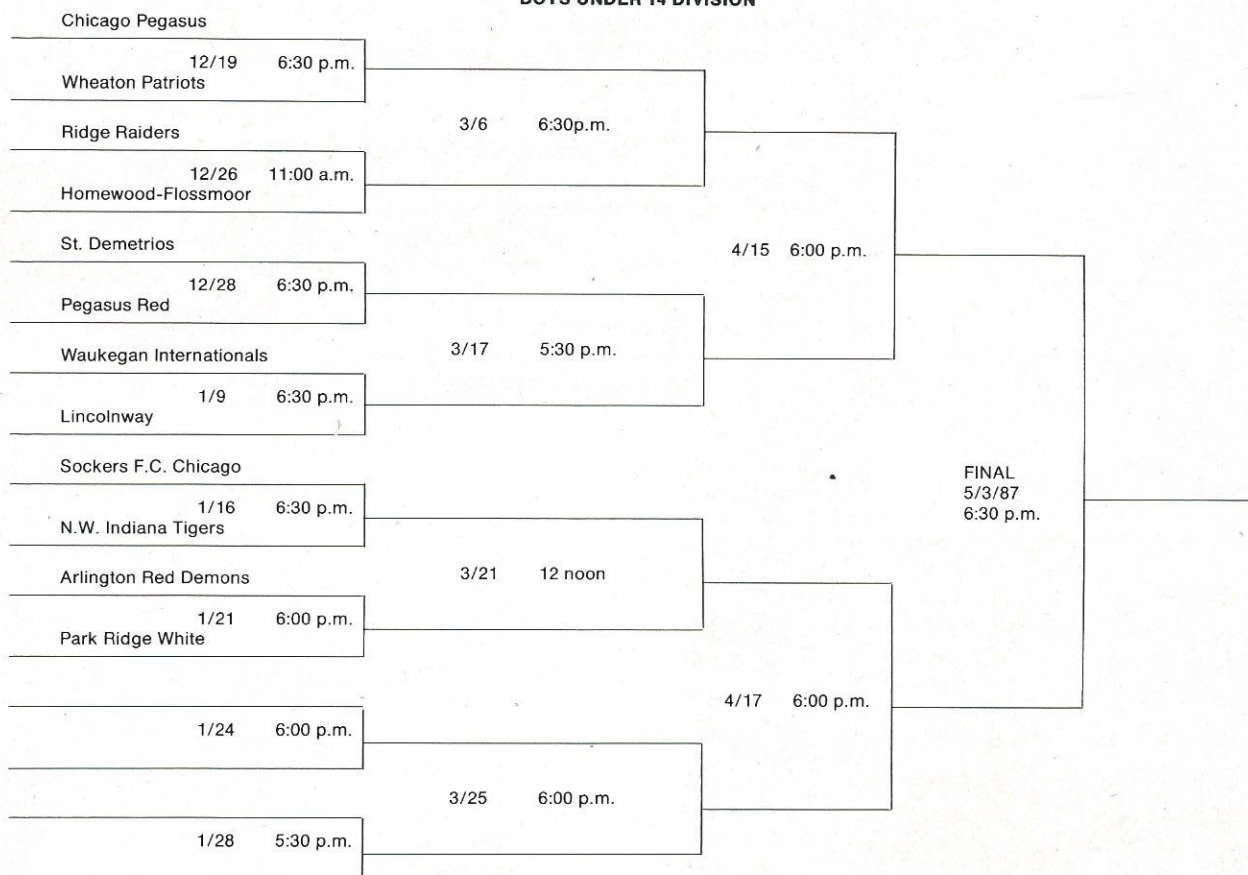 BOYS UNDER 14 DIVISION
Chicago Pegasus
12/19 6:30 p.m.
Wheaton Patriots
3/6 6:30p.m.
Ridge Raiders
12/26 11:00 a.m.
Homewood-Flossmoor
4/15 6:00 p.m.
St. Demetrios
12/28 6:30 p.m.
Pegasus Red
3/17 5:30 p.m.
Waukegan Internationals
1/9 6:30 p.m.
Lincolnway
FINAL
5/3/87
6:30 p.m.
Sockers F.C. Chicago
1/16 6:30 p.m.
N.W. Indiana Tigers
3/21 12 noon
Arlington Red Demons
1/21 6:00 p.m.
Park Ridge White
4/17 6:00 p.m.
1/24 6:00 p.m.
3/25 6:00 p.m.
1/28 5:30 p.m.